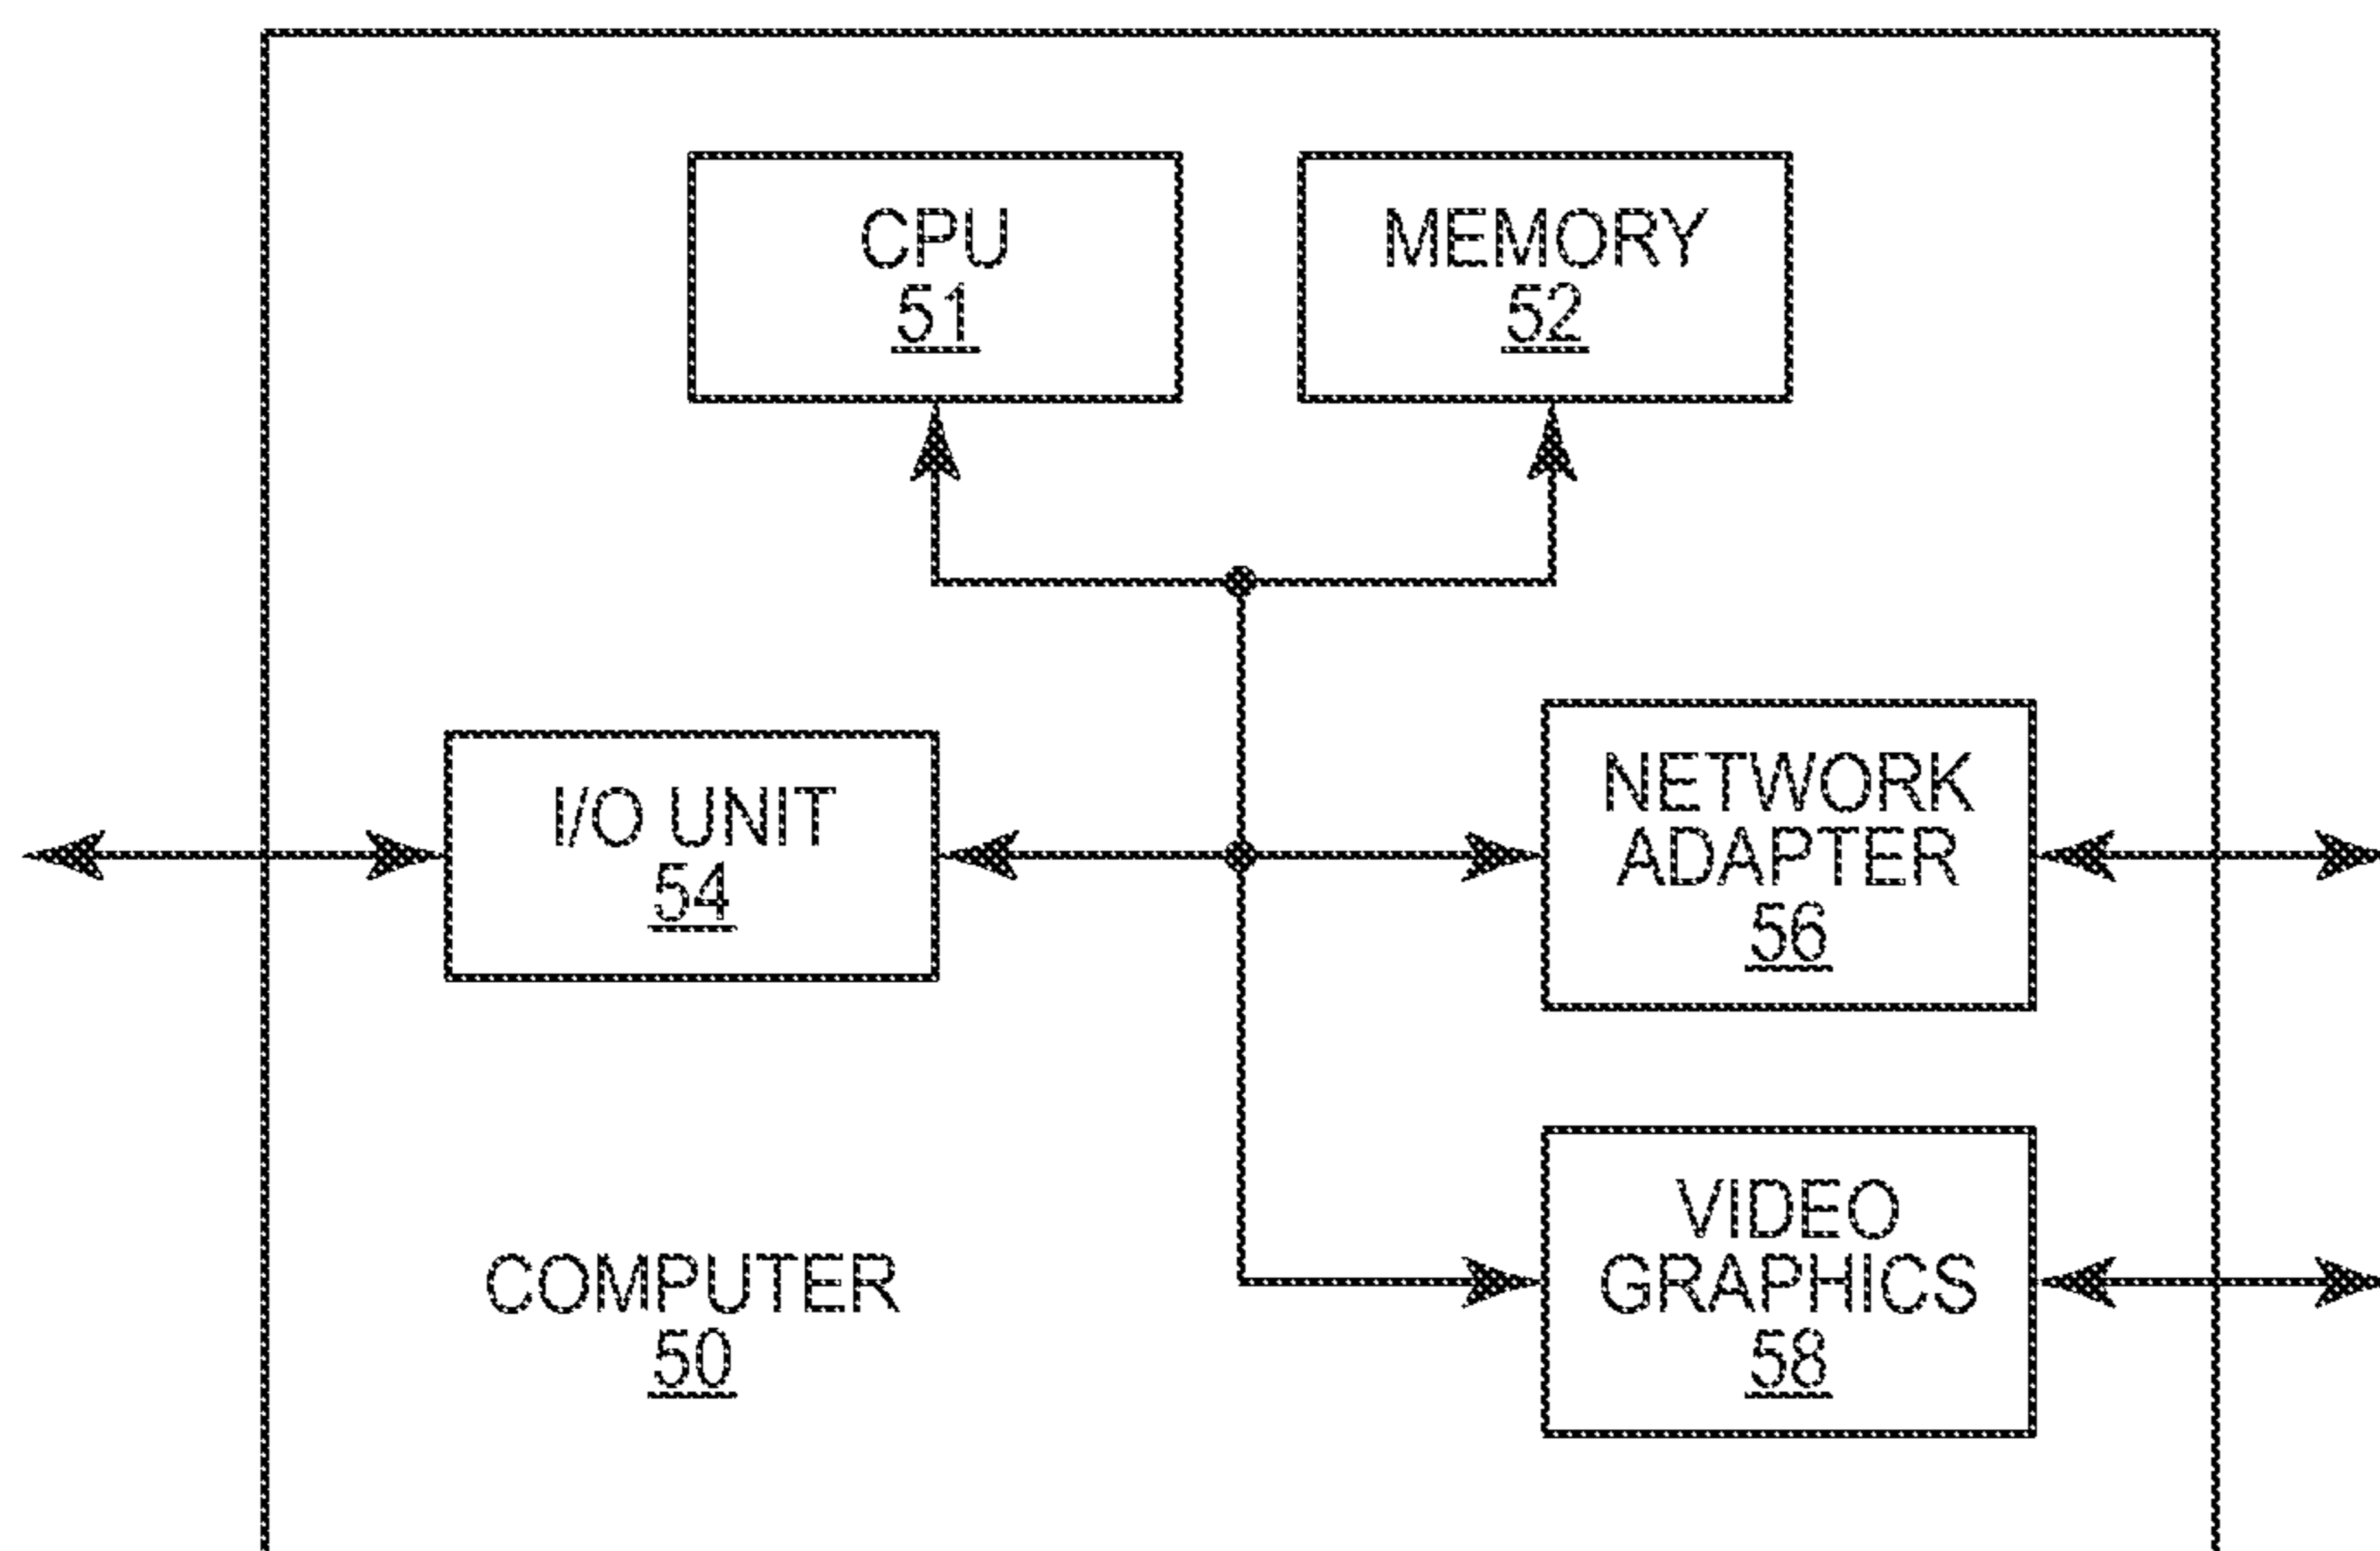 CPU
51
MEMORY
52
I/O UNIT
54
NETWORK
ADAPTER
56
VIDEO
GRAPHICS
58
COMPUTER
50